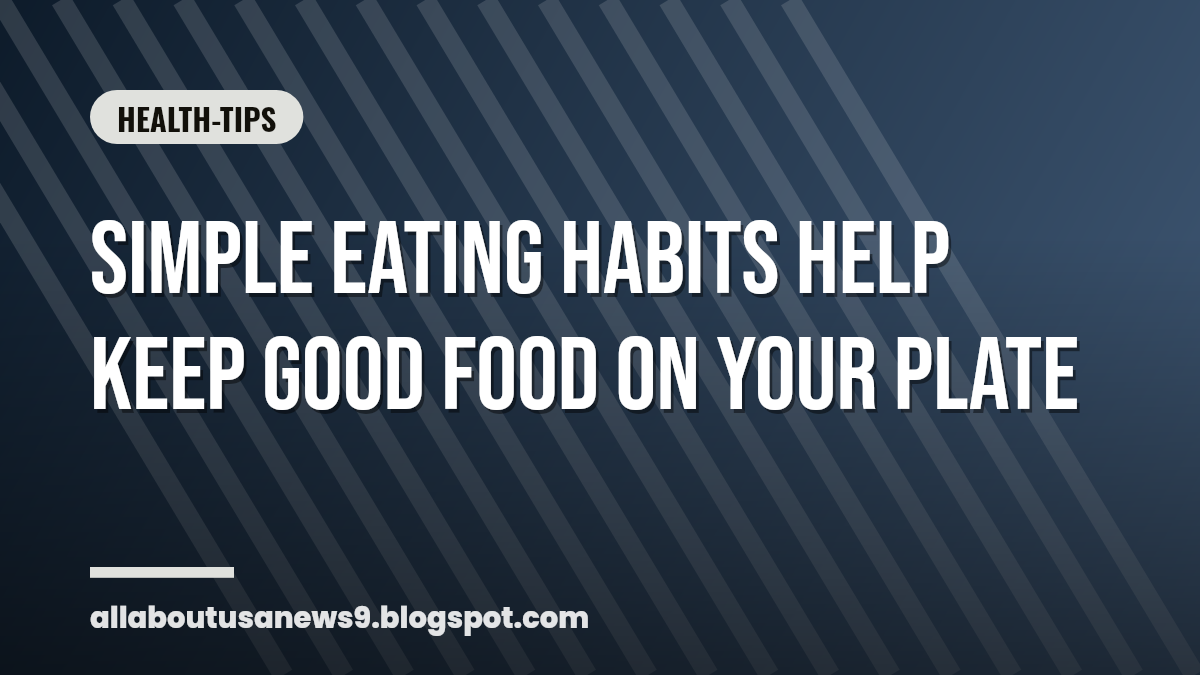 HEALTH-TIPS
SIMPLE EATING HABITS HELP
KEEP GOOD FOOD ON YOUR PLATE
allaboutusanews9.blogspot.com